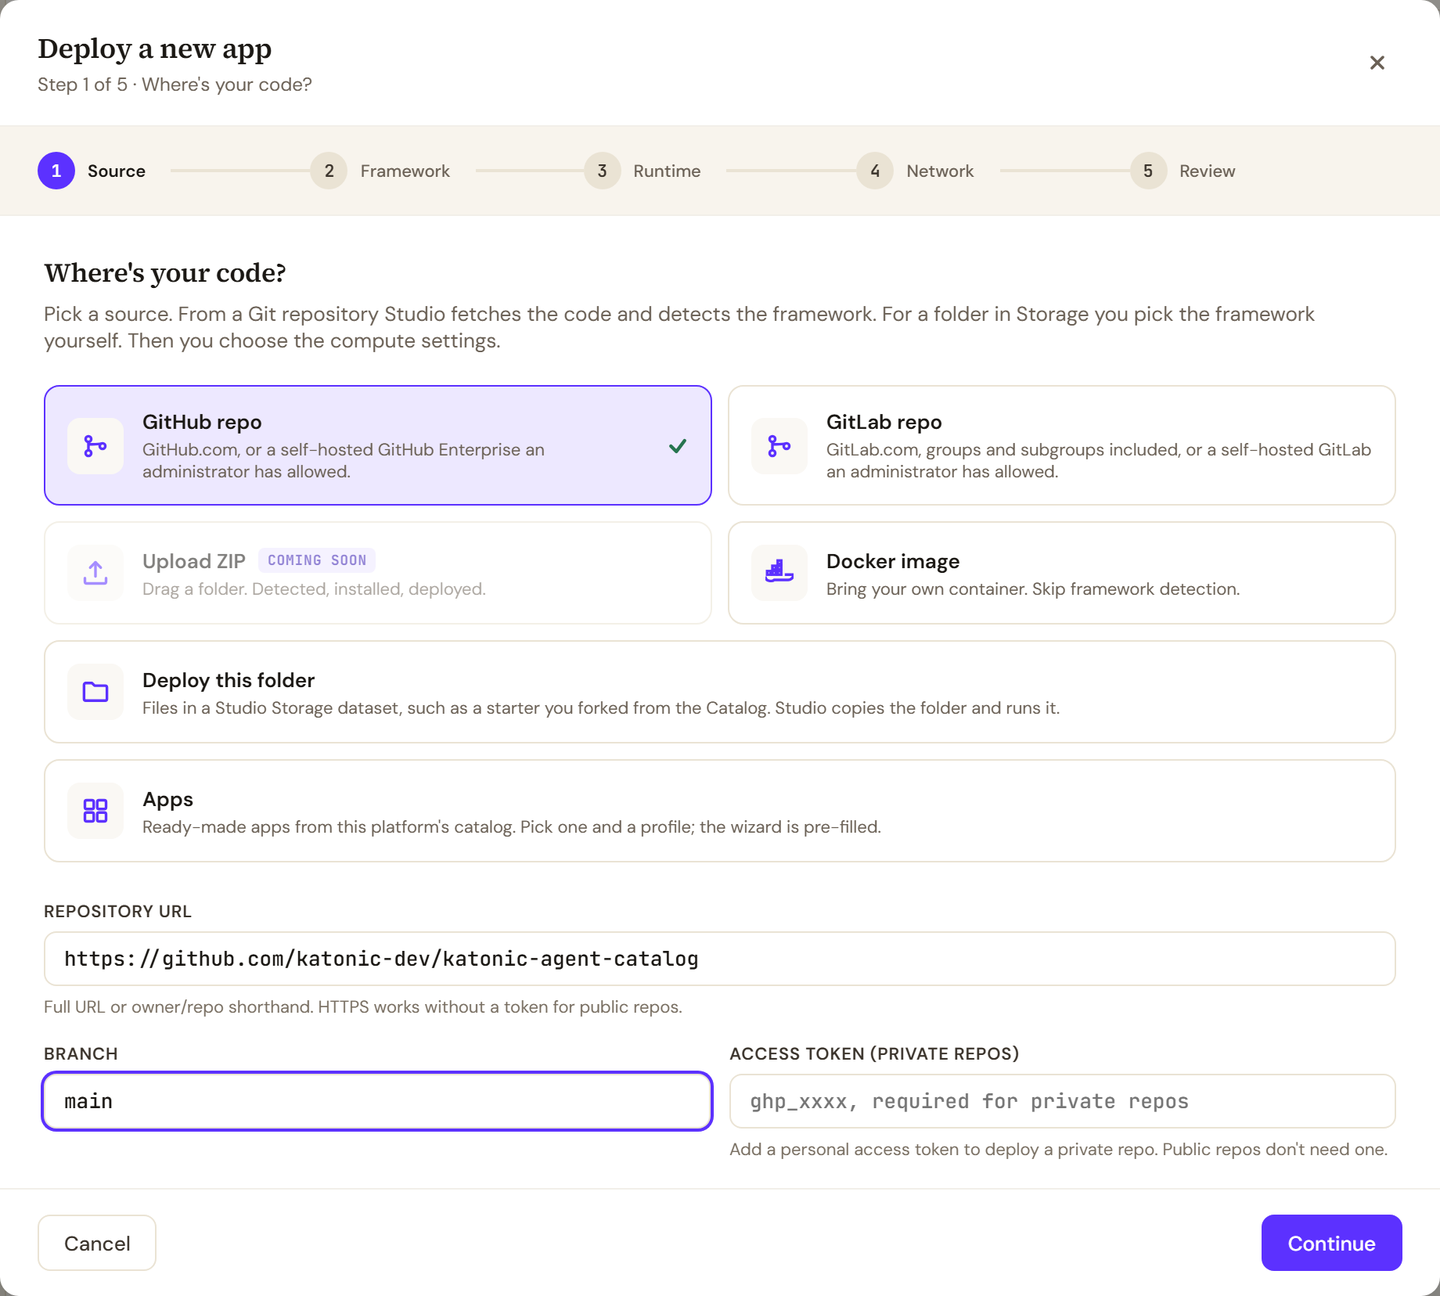 Deploy a new app
Step 1 of 5 · Where's your code?
1 Source 2 Framework 3 Runtime 4 Network 5 Review
Where's your code?
Pick a source. From a Git repository Studio fetches the code and detects the framework. For a folder in Storage you pick the framework
yourself. Then you choose the compute settings.
GitHub repo
GitHub.com, or a self-hosted GitHub Enterprise an
administrator has allowed.
GitLab repo
GitLab.com, groups and subgroups included, or a self-hosted GitLab
an administrator has allowed.
Upload ZIP COMING SOON
Drag a folder. Detected, installed, deployed.
Docker image
Bring your own container. Skip framework detection.
Deploy this folder
Files in a Studio Storage dataset, such as a starter you forked from the Catalog. Studio copies the folder and runs it.
Apps
Ready-made apps from this platform's catalog. Pick one and a profile; the wizard is pre-filled.
REPOSITORY URL
https://github.com/katonic-dev/katonic-agent-catalog
Full URL or owner/repo shorthand. HTTPS works without a token for public repos.
BRANCH
main
ACCESS TOKEN (PRIVATE REPOS)
ghp_xxxx, required for private repos
Add a personal access token to deploy a private repo. Public repos don't need one.
Cancel
Continue